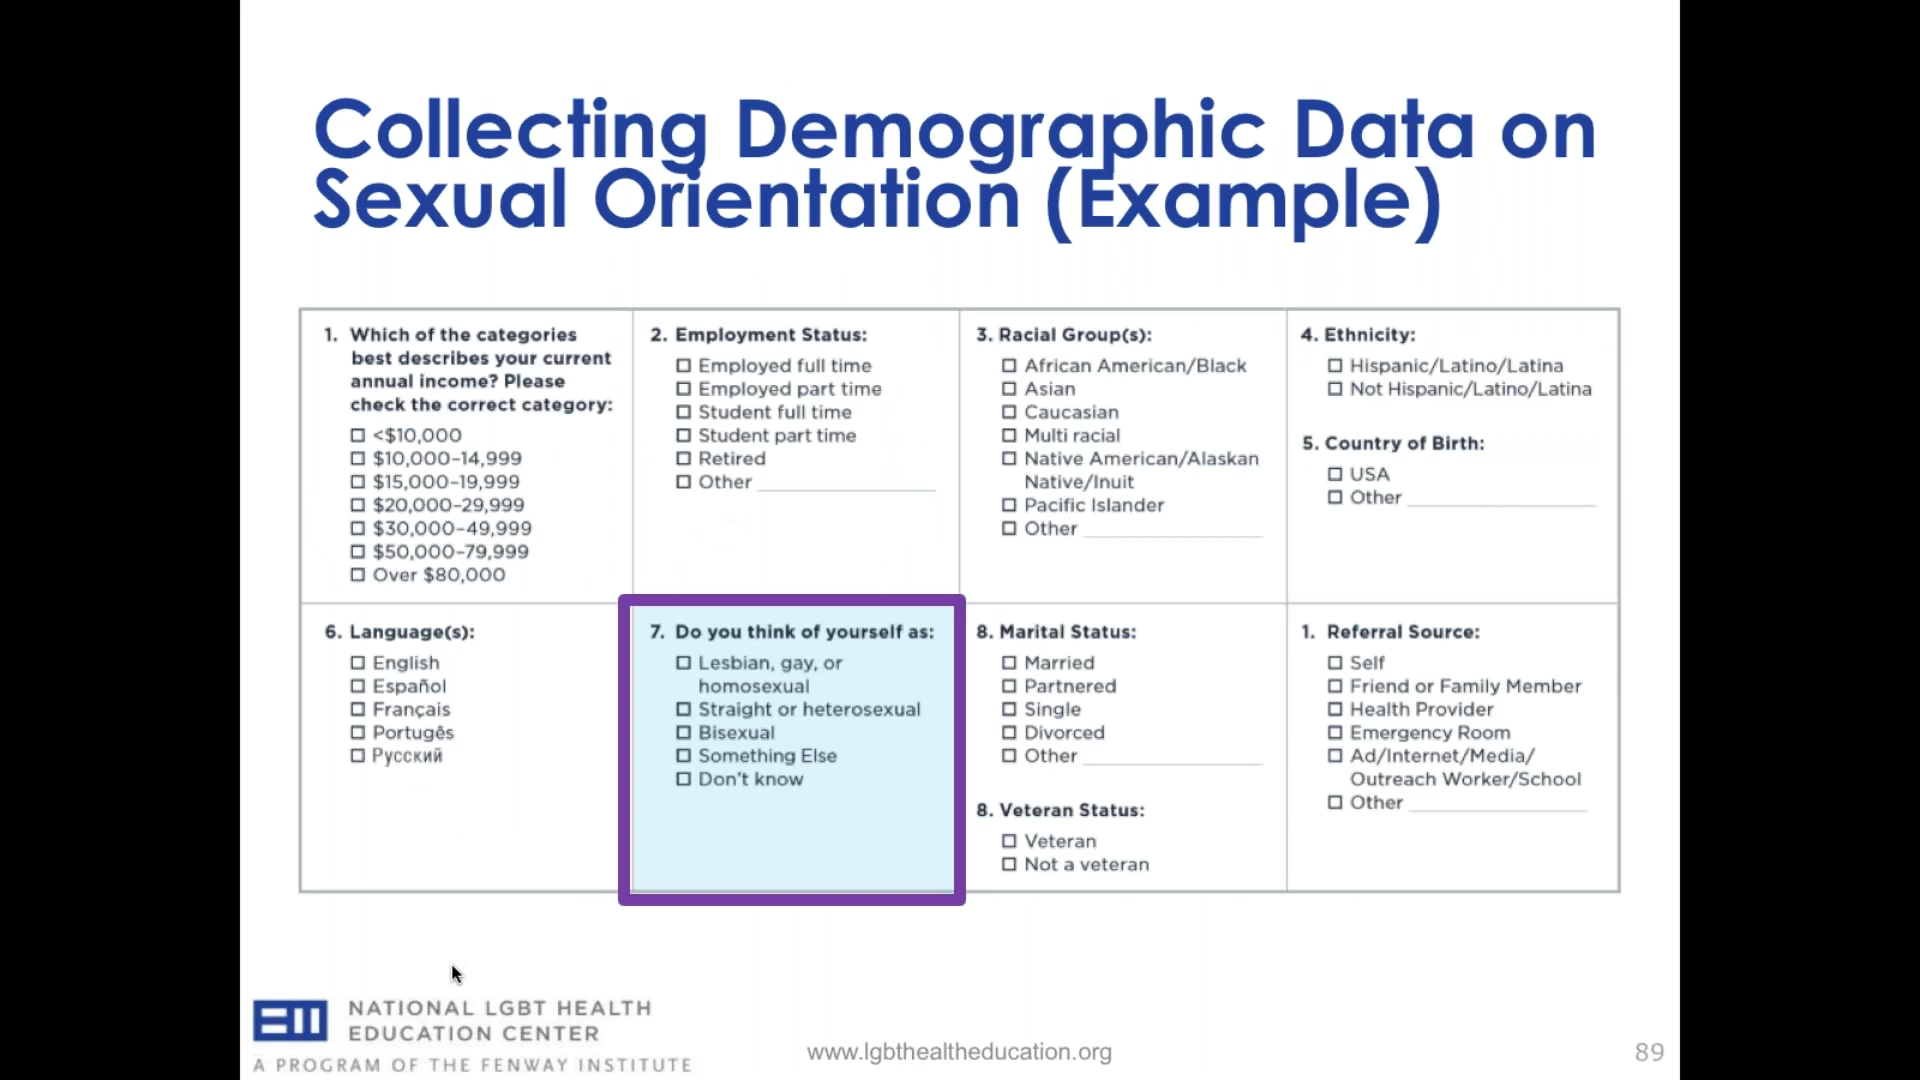 Collecting Demographic Data on
Sexual Orientation (Example)
1. Which of the categories
best describes your current
annual income? Please
check the correct category:
<$10,000
$10,000–14,999
$15,000–19,999
$20,000–29,999
$30,000–49,999
$50,000–79,999
Over $80,000
2. Employment Status:
Employed full time
Employed part time
Student full time
Student part time
Retired
Other
3. Racial Group(s):
African American/Black
Asian
Caucasian
Multi racial
Native American/Alaskan
Native/Inuit
Pacific Islander
Other
4. Ethnicity:
Hispanic/Latino/Latina
Not Hispanic/Latino/Latina
5. Country of Birth:
USA
Other
6. Language(s):
English
Español
Français
Portugês
Русский
7. Do you think of yourself as:
Lesbian, gay, or
homosexual
Straight or heterosexual
Bisexual
Something Else
Don't know
8. Marital Status:
Married
Partnered
Single
Divorced
Other
8. Veteran Status:
Veteran
Not a veteran
1. Referral Source:
Self
Friend or Family Member
Health Provider
Emergency Room
Ad/Internet/Media/
Outreach Worker/School
Other
NATIONAL LGBT HEALTH
EDUCATION CENTER
A PROGRAM OF THE FENWAY INSTITUTE
www.lgbthealtheducation.org
89